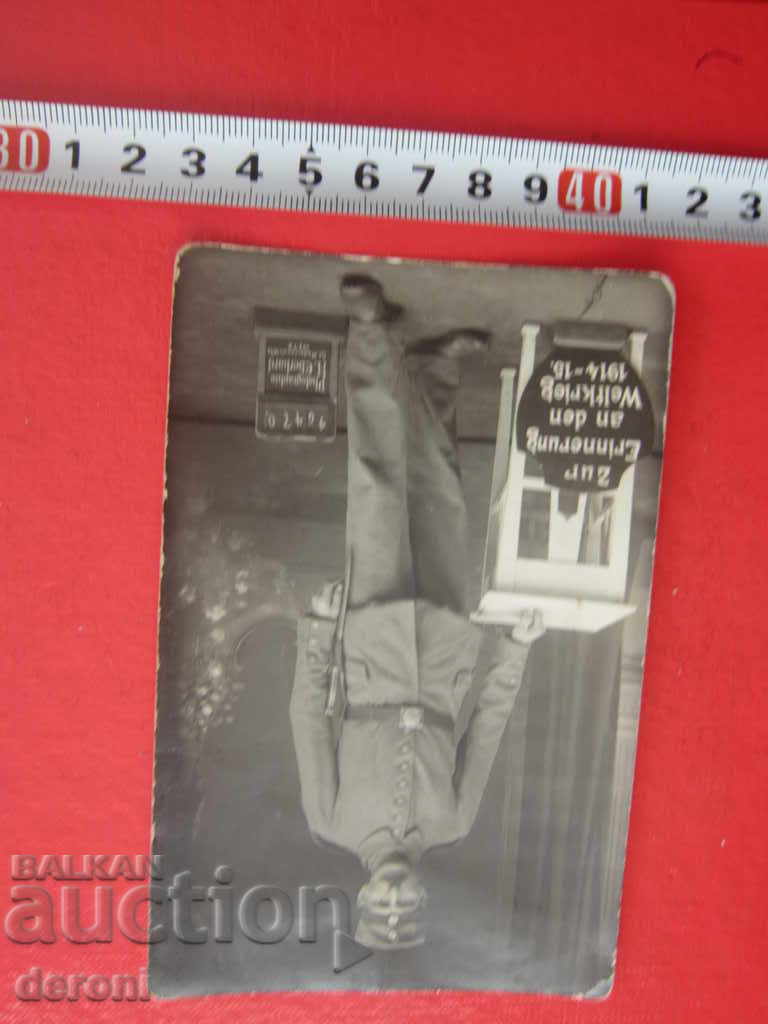 30 1 2 3 4 5 6 7 8 9 40 1 2 3
Zur
Erinnerung
an den
Weltkrieg
1914-15.
Photographie
BALKAN
auction
deroni